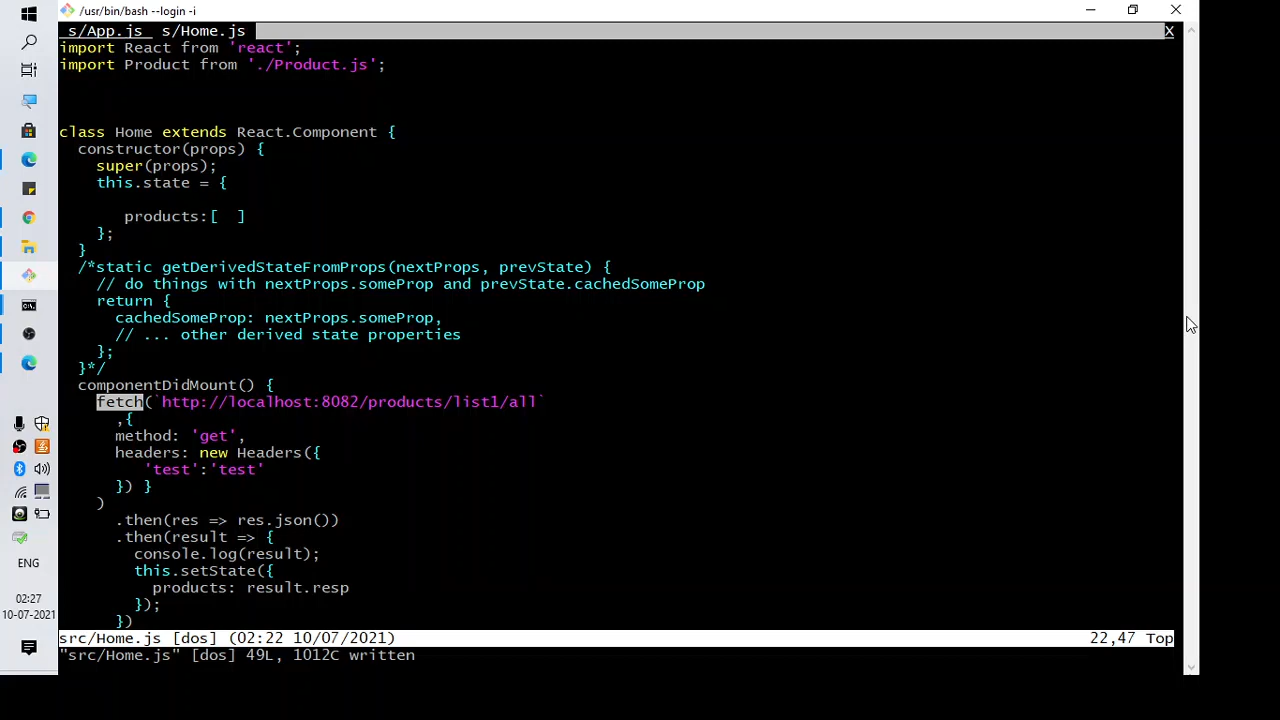 /usr/bin/bash --login -i
s/App.js  s/Home.js X
import React from 'react';
import Product from './Product.js';
class Home extends React.Component {
  constructor(props) {
    super(props);
    this.state = {
       products:[  ]
    };
  }
  /*static getDerivedStateFromProps(nextProps, prevState) {
    // do things with nextProps.someProp and prevState.cachedSomeProp
    return {
      cachedSomeProp: nextProps.someProp,
      // ... other derived state properties
    };
  }*/
  componentDidMount() {
    fetch(`http://localhost:8082/products/list1/all`
      ,{
      method: 'get',
      headers: new Headers({
         'test':'test'
      }) }
    )
      .then(res => res.json())
      .then(result => {
        console.log(result);
        this.setState({
          products: result.resp
        });
      })
src/Home.js [dos] (02:22 10/07/2021) 22,47 Top
"src/Home.js" [dos] 49L, 1012C written
ENG
02:27
10-07-2021